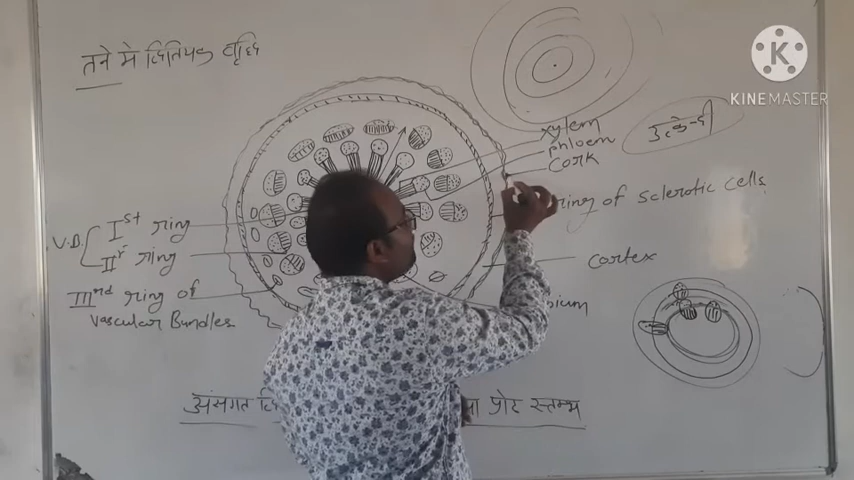 तने मे द्वितियक वृद्धि
KINEMASTER
xylem
phloem
cork
ring of sclerotic cells
V.B.
Ist ring
IInd ring
cortex
IIIrd ring of
vascular Bundles
bium
असंगत
प्रोट स्तम्भ